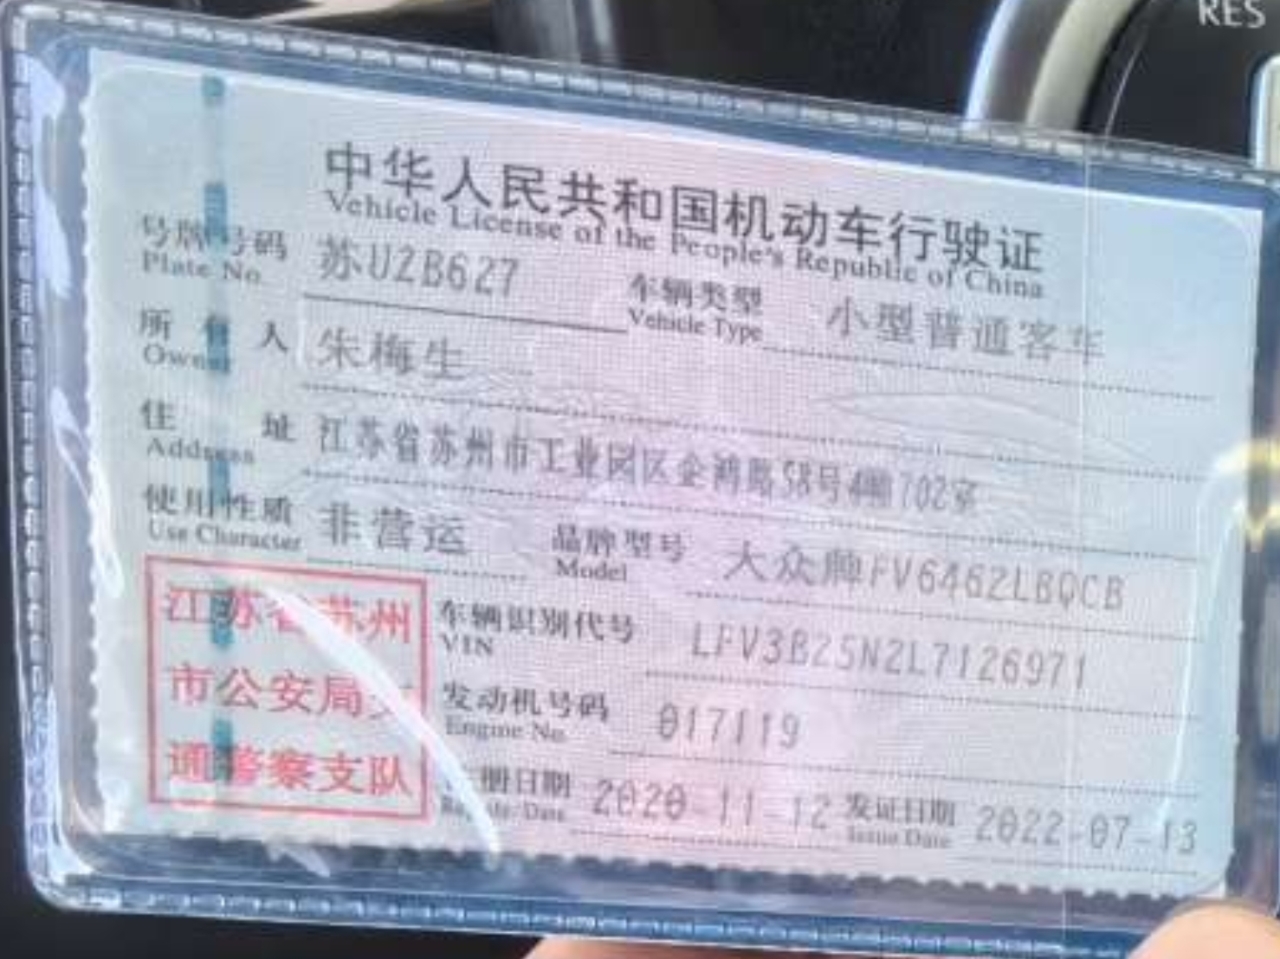 RES
中华人民共和国机动车行驶证
Vehicle License of the People's Republic of China
号牌号码 苏U2B627 车辆类型 小型普通客车
Plate No. Vehicle Type
所有人 朱梅生
Owner
住址 江苏省苏州市工业园区企鸿路58号4幢702室
Address
使用性质 非营运 品牌型号 大众牌FV6462LBQCB
Use Character Model
江苏省苏州
市公安局交
通警察支队
车辆识别代号 LFV3B25N2L7126971
VIN
发动机号码 017119
Engine No.
注册日期 2020-11-12 发证日期 2022-07-13
Register Date Issue Date